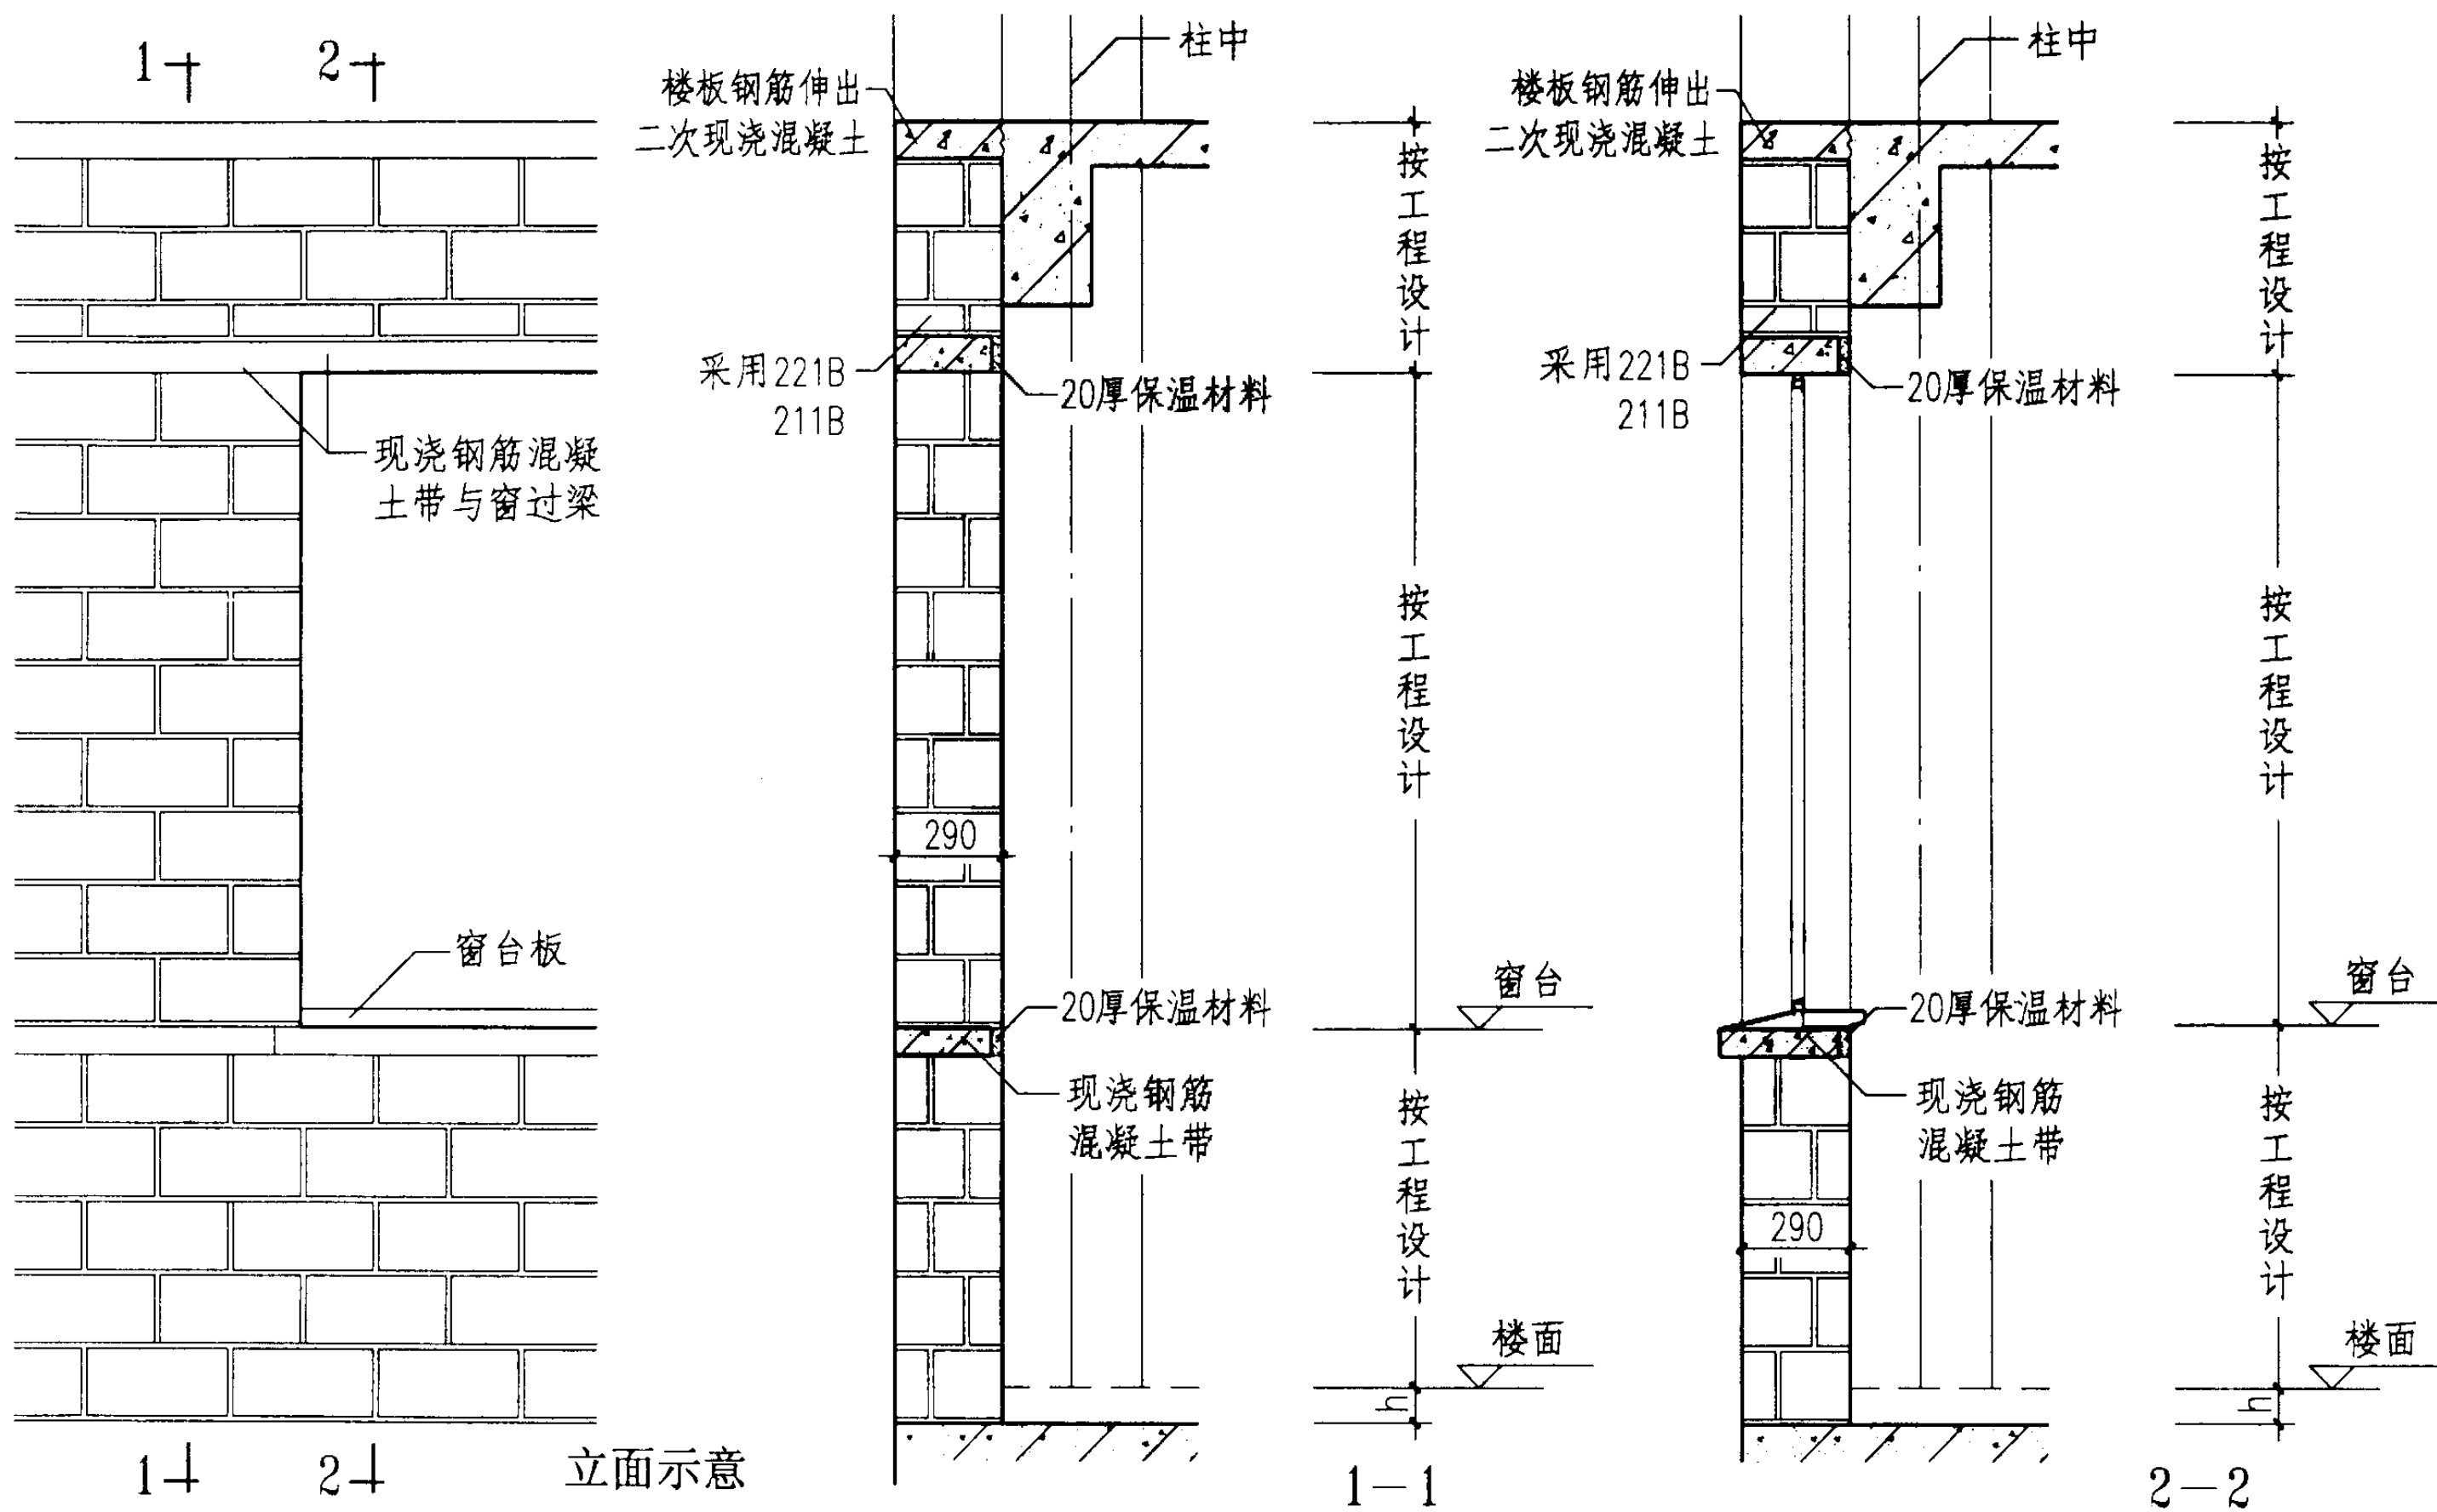 1
2
现浇钢筋混凝
土带与窗过梁
窗台板
1
2
立面示意
柱中
楼板钢筋伸出
二次现浇混凝土
采用221B
211B
20厚保温材料
290
20厚保温材料
现浇钢筋
混凝土带
按工程设计
按工程设计
窗台
按工程设计
楼面
h
1-1
柱中
楼板钢筋伸出
二次现浇混凝土
采用221B
211B
20厚保温材料
20厚保温材料
现浇钢筋
混凝土带
290
按工程设计
按工程设计
窗台
按工程设计
楼面
h
2-2